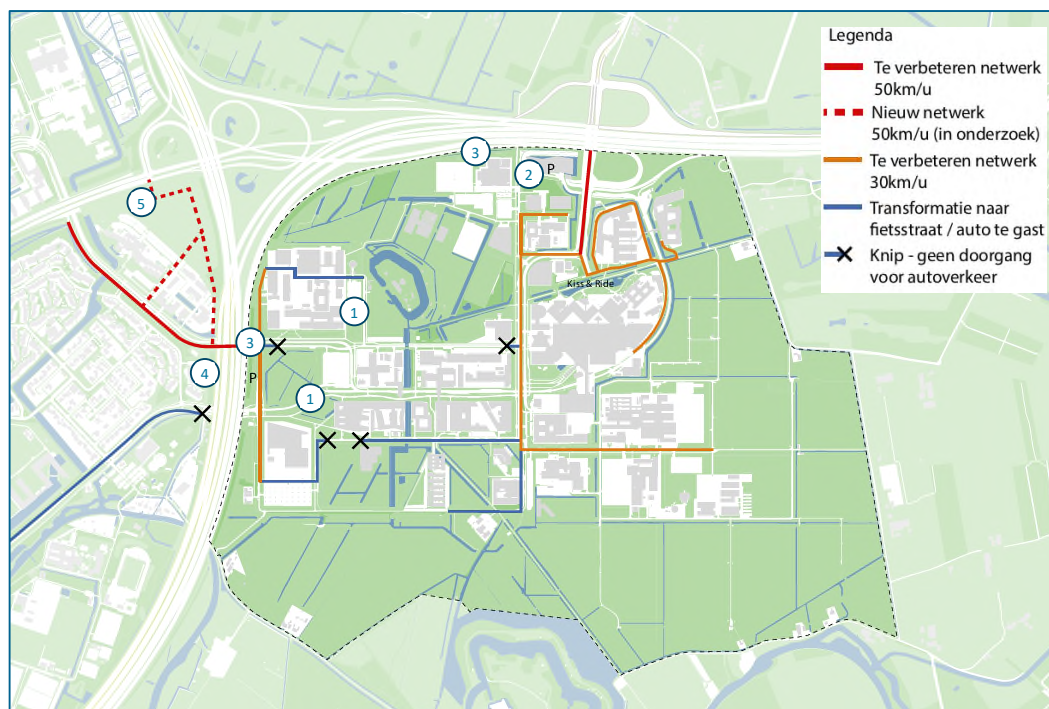 Legenda
Te verbeteren netwerk
50km/u
Nieuw netwerk
50km/u (in onderzoek)
Te verbeteren netwerk
30km/u
Transformatie naar
fietsstraat / auto te gast
Knip - geen doorgang
voor autoverkeer
3
2
P
5
Kiss & Ride
1
3
4
P
1